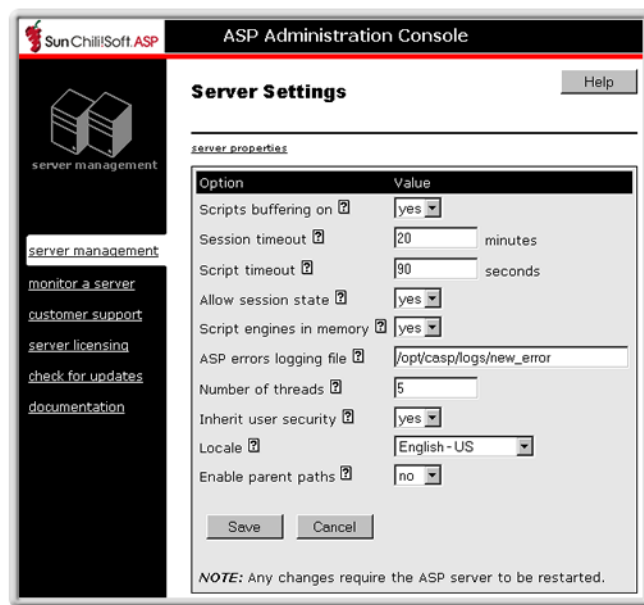 Sun Chili!Soft ASP
ASP Administration Console
Server Settings
Help
server management
server properties
server management
monitor a server
customer support
server licensing
check for updates
documentation
Option Value
Scripts buffering on ? yes
Session timeout ? 20 minutes
Script timeout ? 90 seconds
Allow session state ? yes
Script engines in memory ? yes
ASP errors logging file ? /opt/casp/logs/new_error
Number of threads ? 5
Inherit user security ? yes
Locale ? English - US
Enable parent paths ? no
Save Cancel
NOTE: Any changes require the ASP server to be restarted.